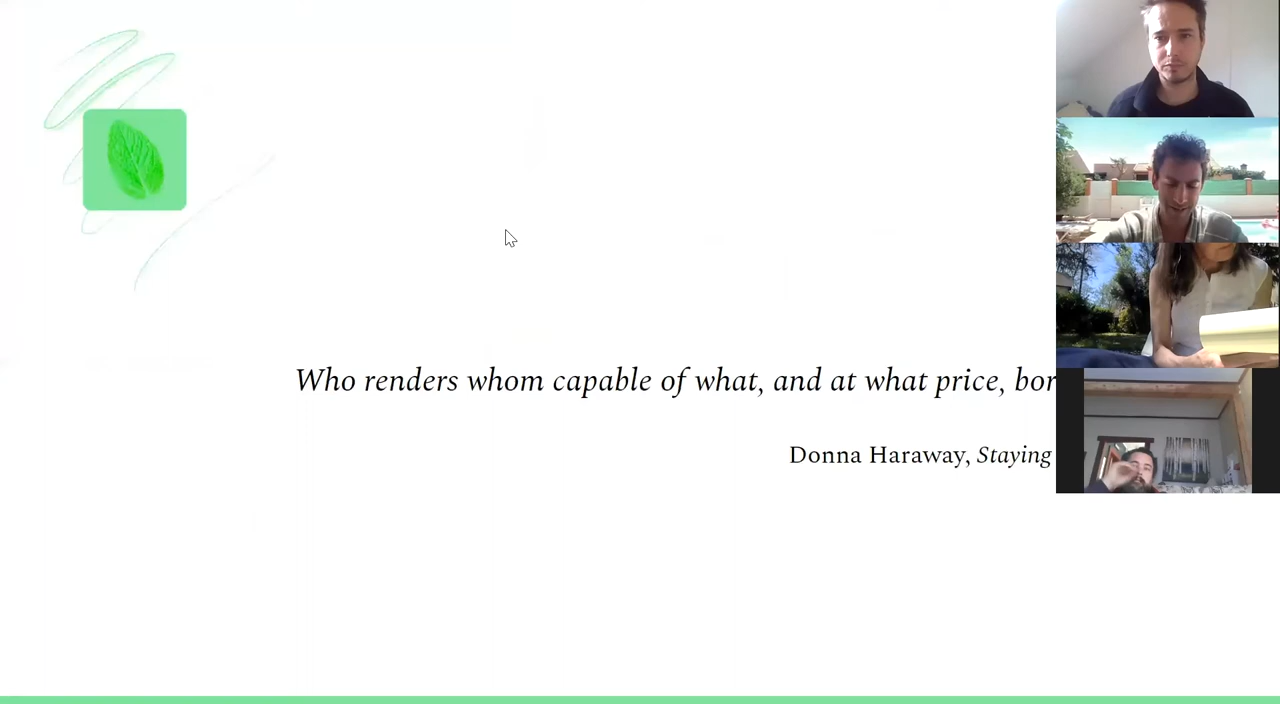 Who renders whom capable of what, and at what price, bor
Donna Haraway, Staying